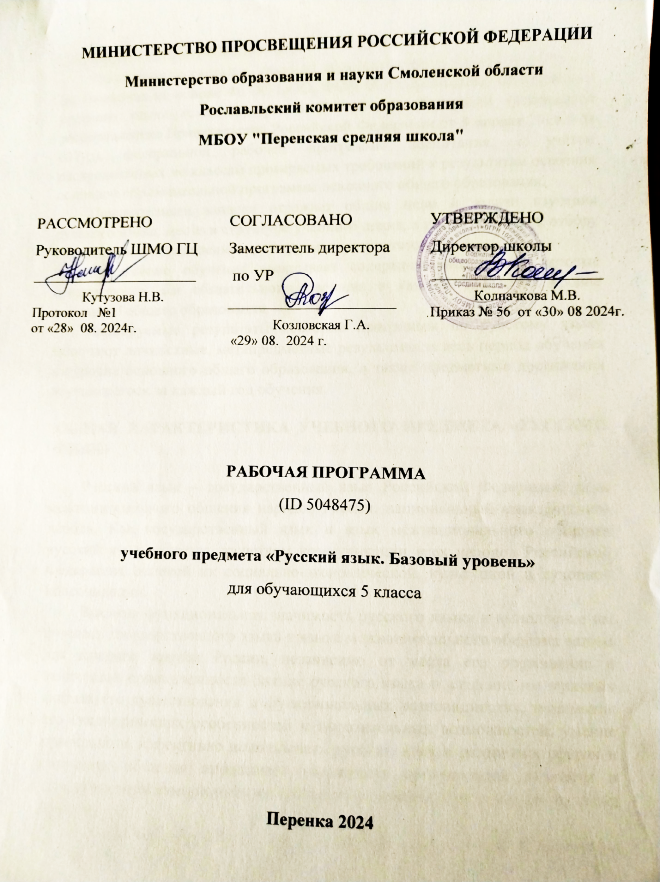 МИНИСТЕРСТВО ПРОСВЕЩЕНИЯ РОССИЙСКОЙ ФЕДЕРАЦИИ
Министерство образования и науки Смоленской области
Рославльский комитет образования
МБОУ "Перенская средняя школа"
РАССМОТРЕНО
Руководитель ШМО ГЦ
Кутузова Н.В.
Протокол №1
от «28» 08. 2024г.
СОГЛАСОВАНО
Заместитель директора
по УР
Козловская Г.А.
«29» 08. 2024г.
УТВЕРЖДЕНО
Директор школы
Колпачкова М.В.
Приказ № 56 от «30» 08 2024г.
РАБОЧАЯ ПРОГРАММА
(ID 5048475)
учебного предмета «Русский язык. Базовый уровень»
для обучающихся 5 класса
Перенка 2024